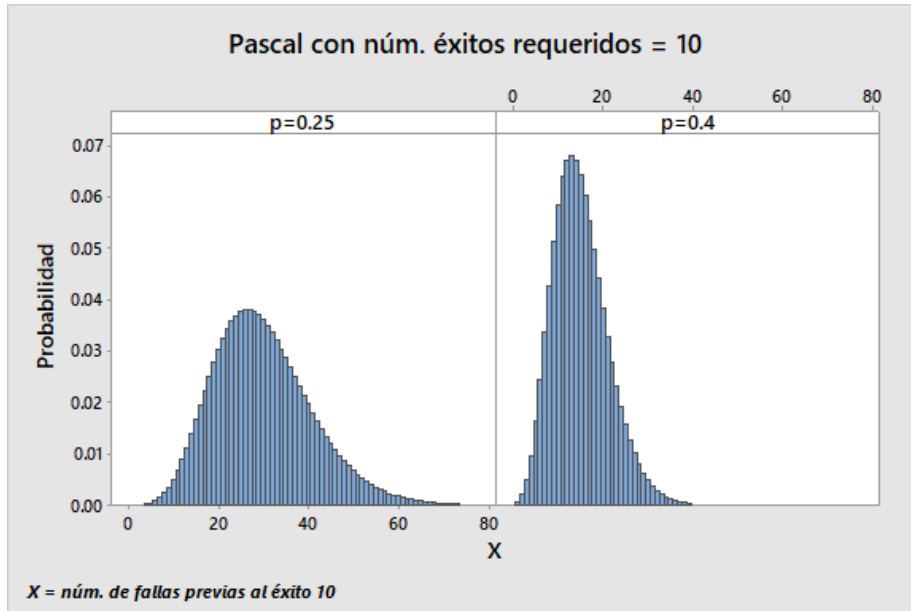 Pascal con núm. éxitos requeridos = 10
0 20 40 60 80
p=0.25 p=0.4
0.07
0.06
0.05
0.04
0.03
0.02
0.01
0.00
Probabilidad
0 20 40 60 80
X
X = núm. de fallas previas al éxito 10